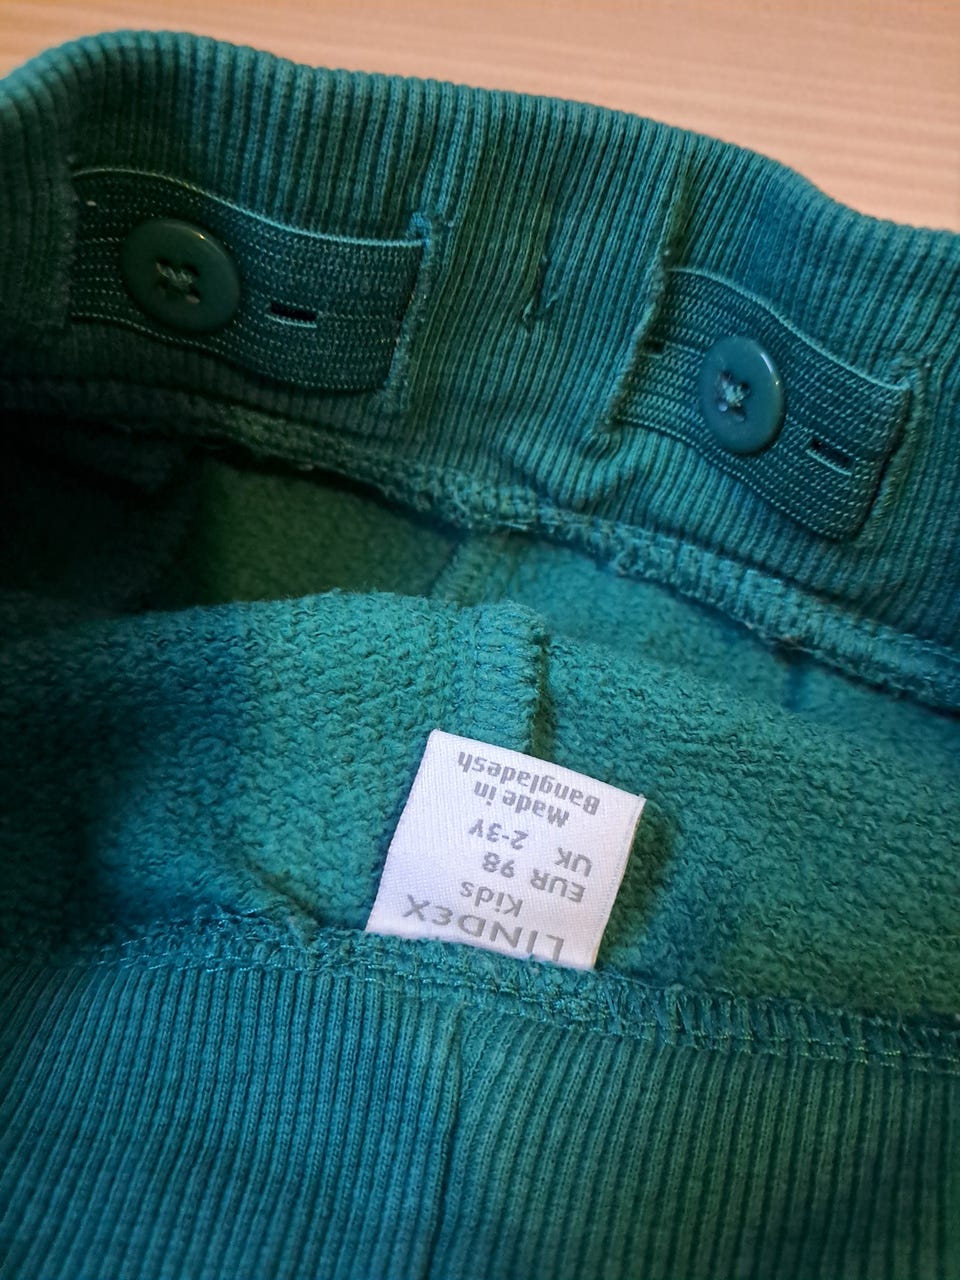 LINDEX
Kids
EUR 98
UK 2-3Y
Made in
Bangladesh